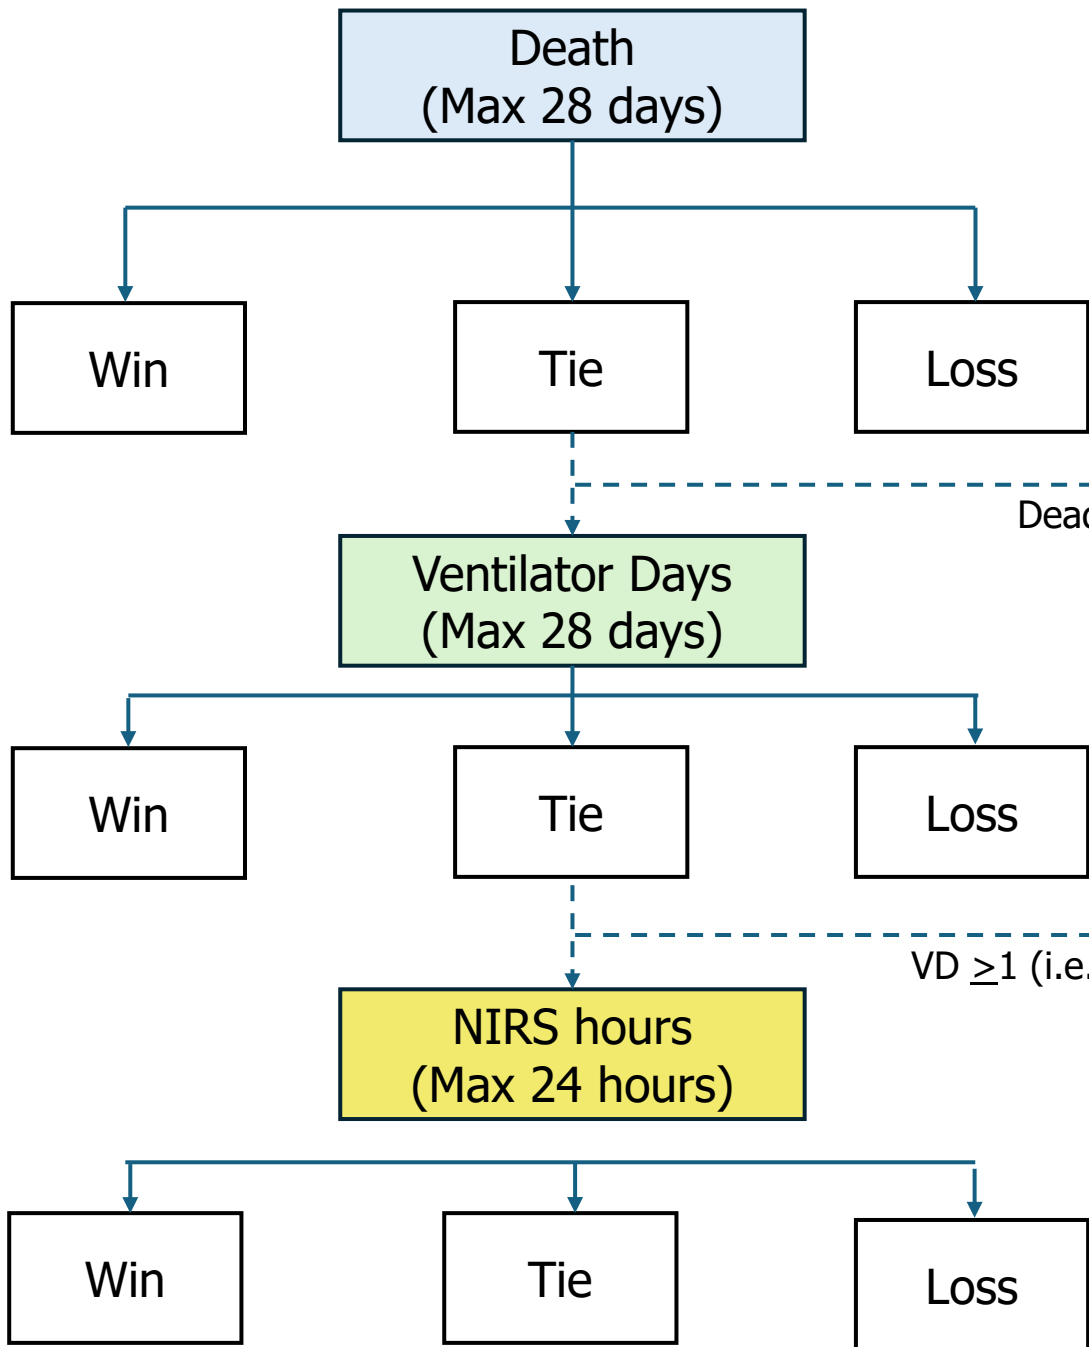 Death
(Max 28 days)
Win
Tie
Loss
Ventilator Days
(Max 28 days)
Win
Tie
Loss
VD ≥1 (i.e.
NIRS hours
(Max 24 hours)
Win
Tie
Loss